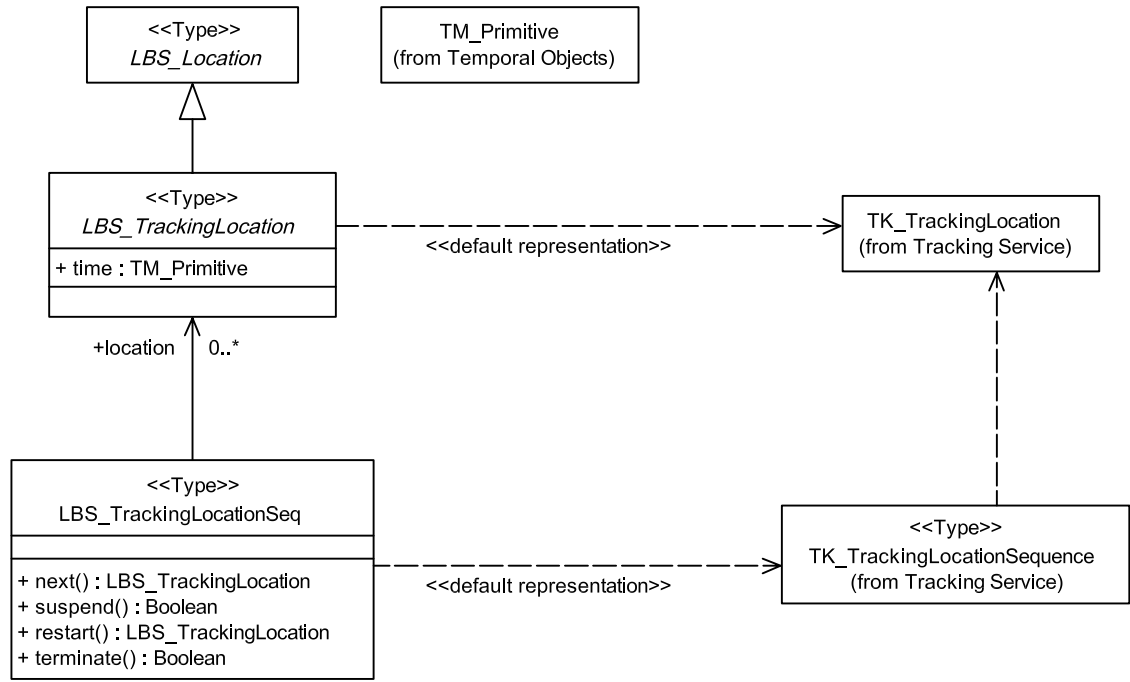 <<Type>>
LBS_Location
TM_Primitive
(from Temporal Objects)
<<Type>>
LBS_TrackingLocation
+ time : TM_Primitive
<<default representation>>
TK_TrackingLocation
(from Tracking Service)
+location
0..*
<<Type>>
LBS_TrackingLocationSeq
+ next() : LBS_TrackingLocation
+ suspend() : Boolean
+ restart() : LBS_TrackingLocation
+ terminate() : Boolean
<<default representation>>
<<Type>>
TK_TrackingLocationSequence
(from Tracking Service)